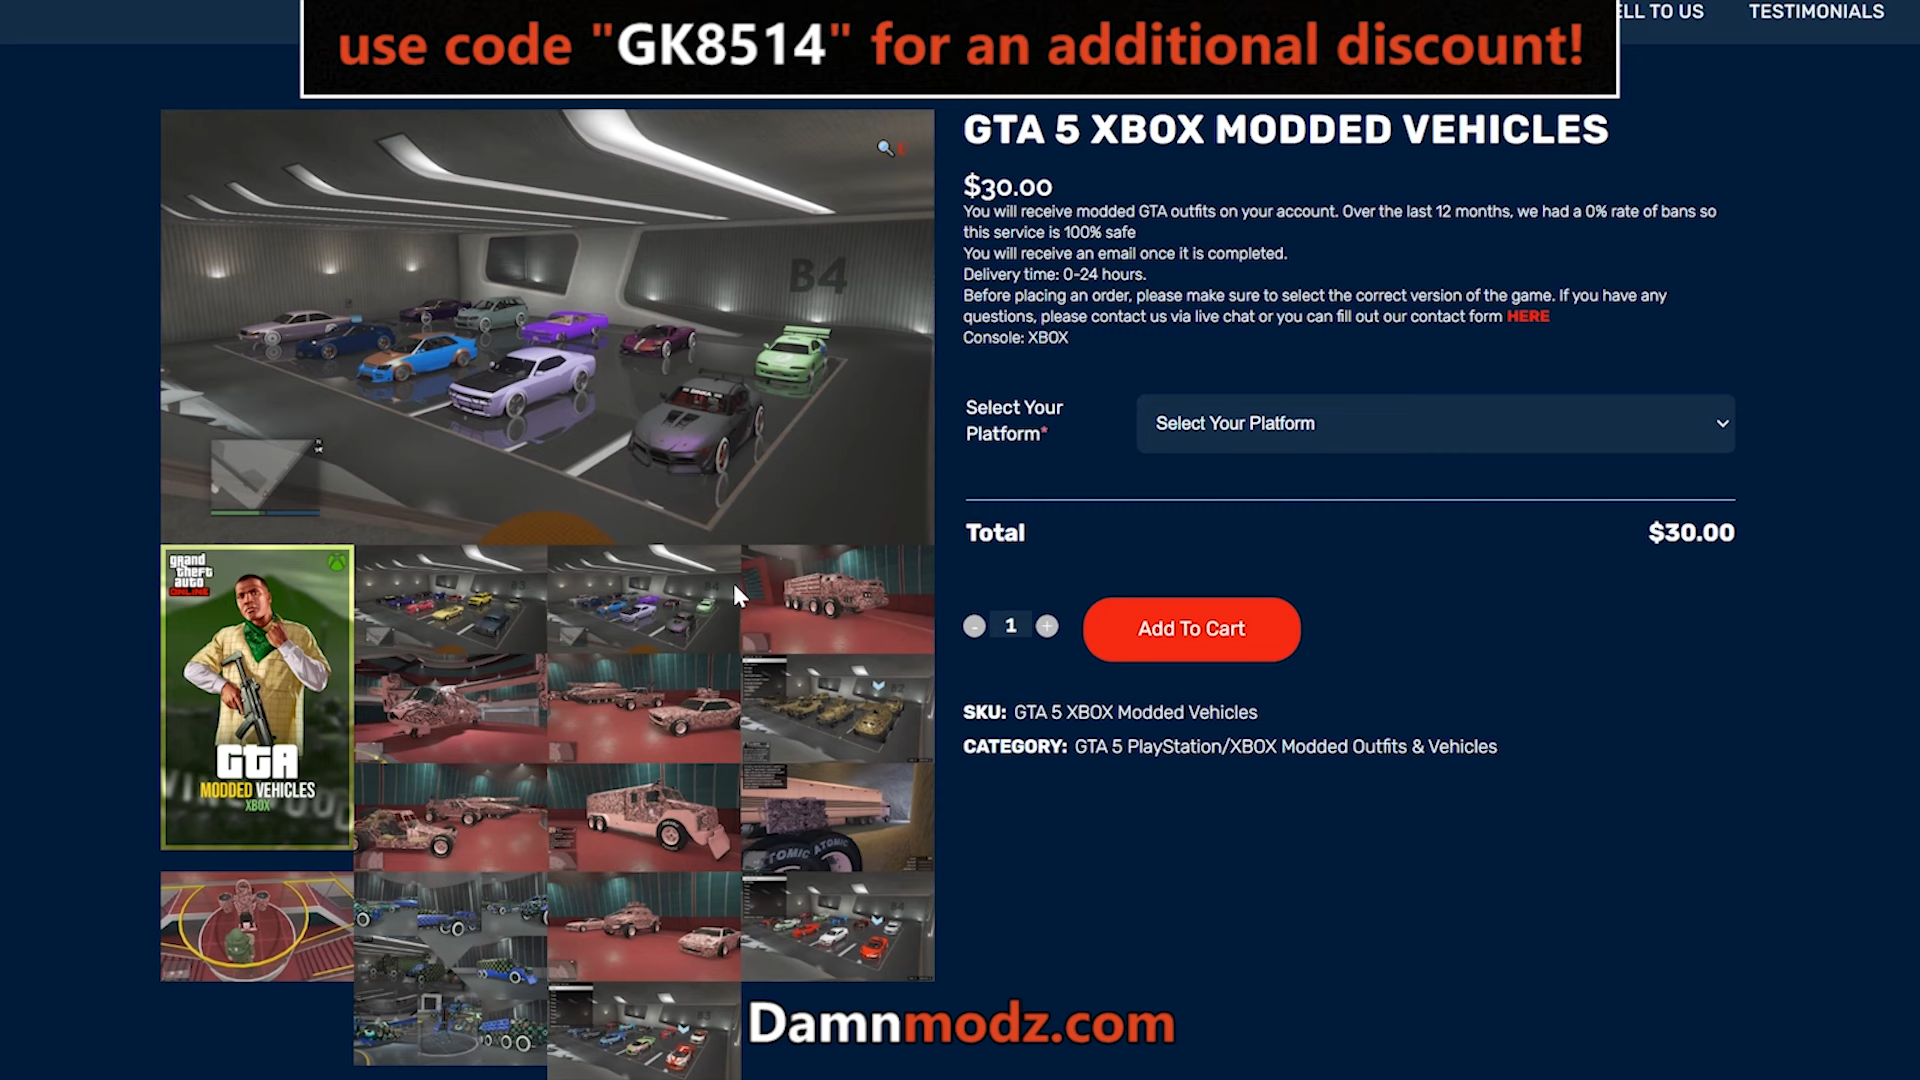 ELL TO US
TESTIMONIALS
use code "GK8514" for an additional discount!
GTA 5 XBOX MODDED VEHICLES
$30.00
You will receive modded GTA outfits on your account. Over the last 12 months, we had a 0% rate of bans so
this service is 100% safe
You will receive an email once it is completed.
Delivery time: 0-24 hours.
Before placing an order, please make sure to select the correct version of the game. If you have any
questions, please contact us via live chat or you can fill out our contact form HERE
Console: XBOX
B4
Select Your
Platform*
Select Your Platform
Total
$30.00
- 1 +
Add To Cart
SKU: GTA 5 XBOX Modded Vehicles
CATEGORY: GTA 5 PlayStation/XBOX Modded Outfits & Vehicles
grand
theft
auto
ONLINE
GTA
MODDED VEHICLES
XBOX
B3
B4
ATOMIC ATOMIC
Damnmodz.com